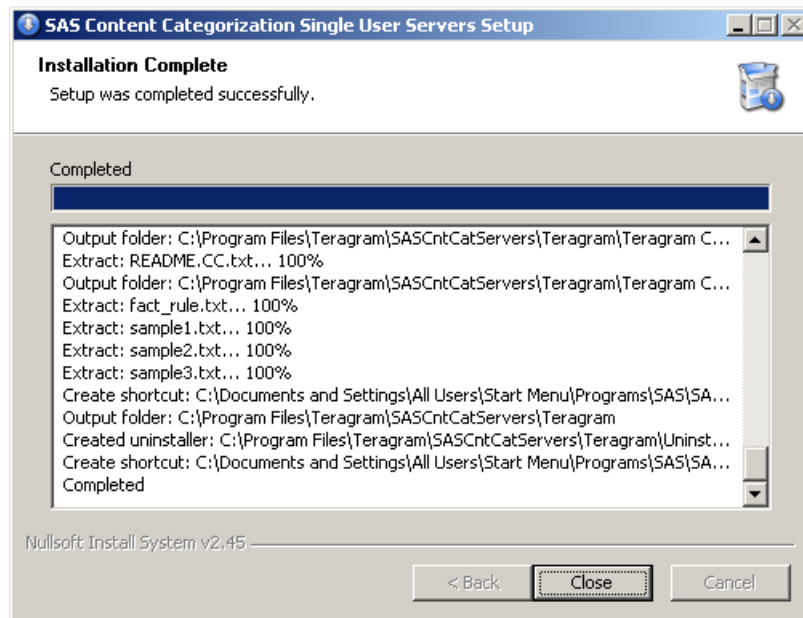 SAS Content Categorization Single User Servers Setup
Installation Complete
Setup was completed successfully.
Completed
Output folder: C:\Program Files\Teragram\SASCntCatServers\Teragram\Teragram C...
Extract: README.CC.txt... 100%
Output folder: C:\Program Files\Teragram\SASCntCatServers\Teragram\Teragram C...
Extract: fact_rule.txt... 100%
Extract: sample1.txt... 100%
Extract: sample2.txt... 100%
Extract: sample3.txt... 100%
Create shortcut: C:\Documents and Settings\All Users\Start Menu\Programs\SAS\SA...
Output folder: C:\Program Files\Teragram\SASCntCatServers\Teragram
Created uninstaller: C:\Program Files\Teragram\SASCntCatServers\Teragram\Uninst...
Create shortcut: C:\Documents and Settings\All Users\Start Menu\Programs\SAS\SA...
Completed
Nullsoft Install System v2.45
< Back Close Cancel